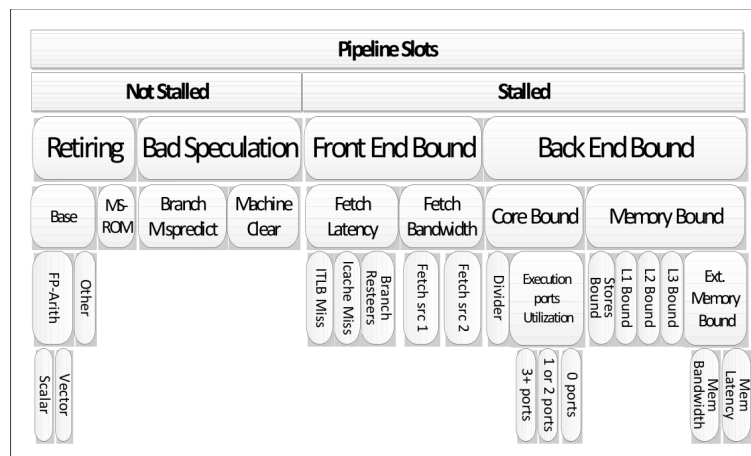 Pipeline Slots
Not Stalled
Stalled
Retiring
Bad Speculation
Front End Bound
Back End Bound
Base
MS-
ROM
Branch
Mispredict
Machine
Clear
Fetch
Latency
Fetch
Bandwidth
Core Bound
Memory Bound
FP-Arith
Other
ITLB Miss
Icache Miss
Branch
Resteers
Fetch src 1
Fetch src 2
Divider
Execution
ports
Utilization
Stores
Bound
L1 Bound
L2 Bound
L3 Bound
Ext.
Memory
Bound
Scalar
Vector
3+ ports
1 or 2 ports
0 ports
Mem
Bandwidth
Mem
Latency